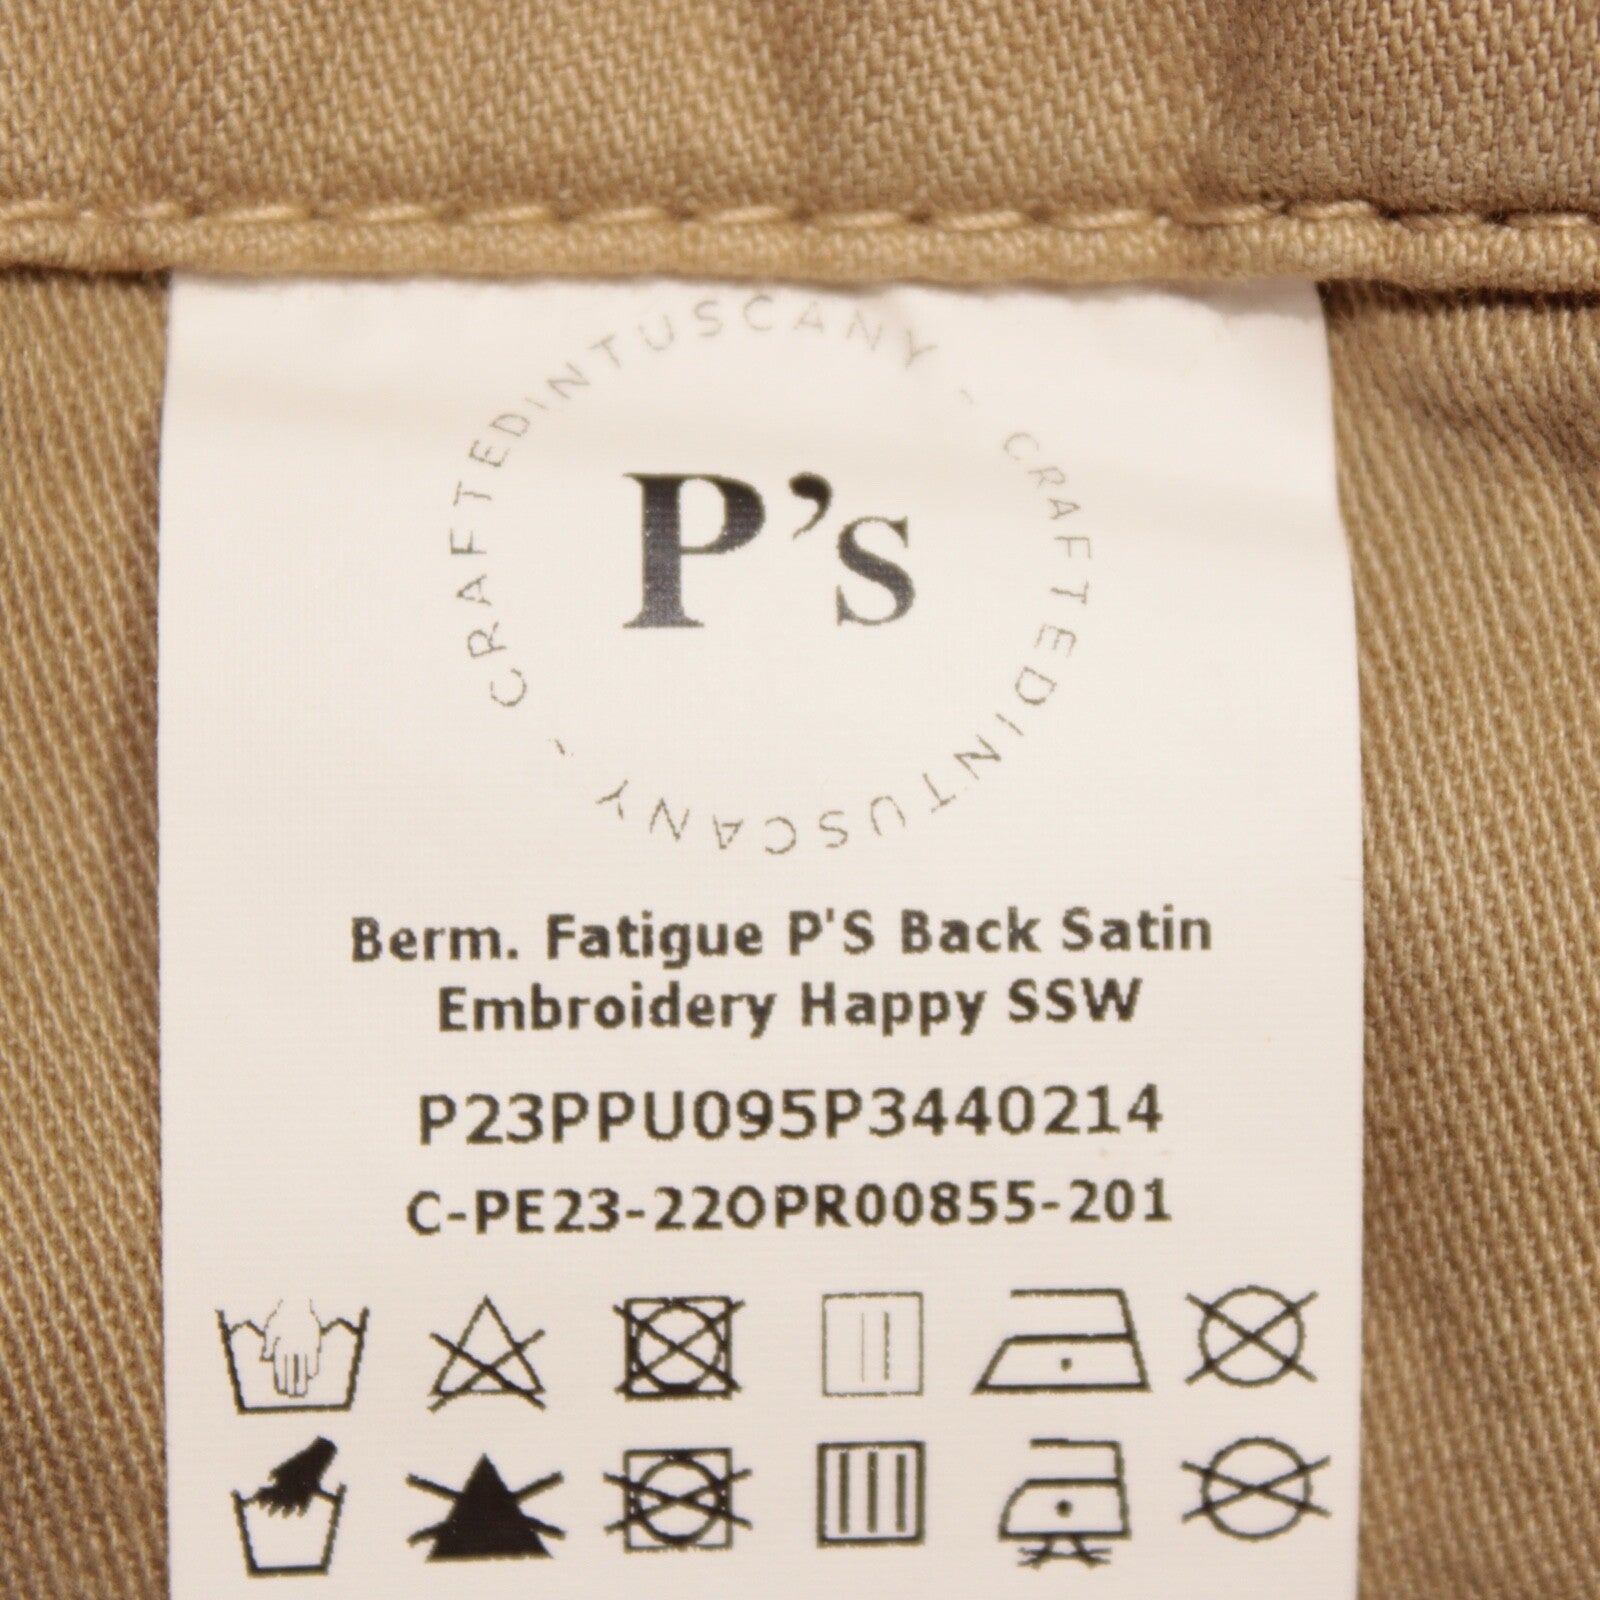 CRAFTEDINTUSCANY - CRAFTEDINTUSCANY -
P's
Berm. Fatigue P'S Back Satin
Embroidery Happy SSW
P23PPU095P3440214
C-PE23-22OPR00855-201